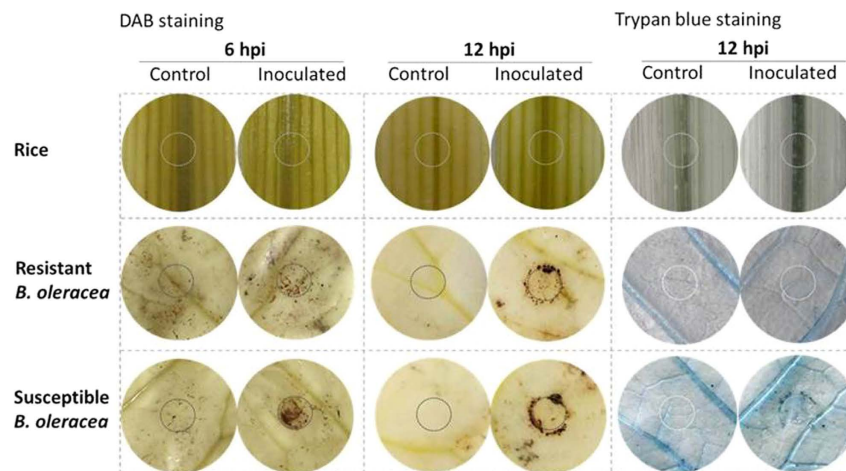 DAB staining
Trypan blue staining
6 hpi
12 hpi
12 hpi
Control
Inoculated
Control
Inoculated
Control
Inoculated
Rice
Resistant
B. oleracea
Susceptible
B. oleracea